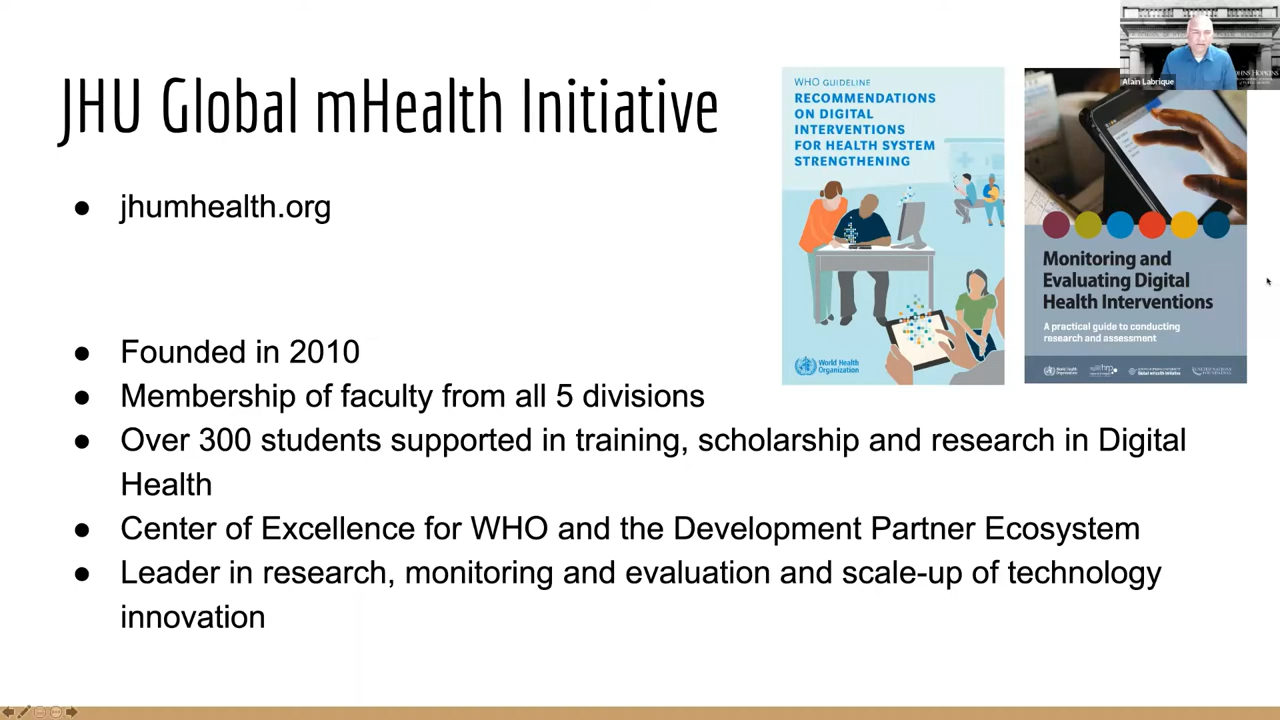 JHU Global mHealth Initiative
● jhumhealth.org
● Founded in 2010
● Membership of faculty from all 5 divisions
● Over 300 students supported in training, scholarship and research in Digital
Health
● Center of Excellence for WHO and the Development Partner Ecosystem
● Leader in research, monitoring and evaluation and scale-up of technology
innovation
WHO GUIDELINE
RECOMMENDATIONS
ON DIGITAL
INTERVENTIONS
FOR HEALTH SYSTEM
STRENGTHENING
World Health
Organization
Monitoring and
Evaluating Digital
Health Interventions
A practical guide to conducting
research and assessment
hrp
Alain Labrique